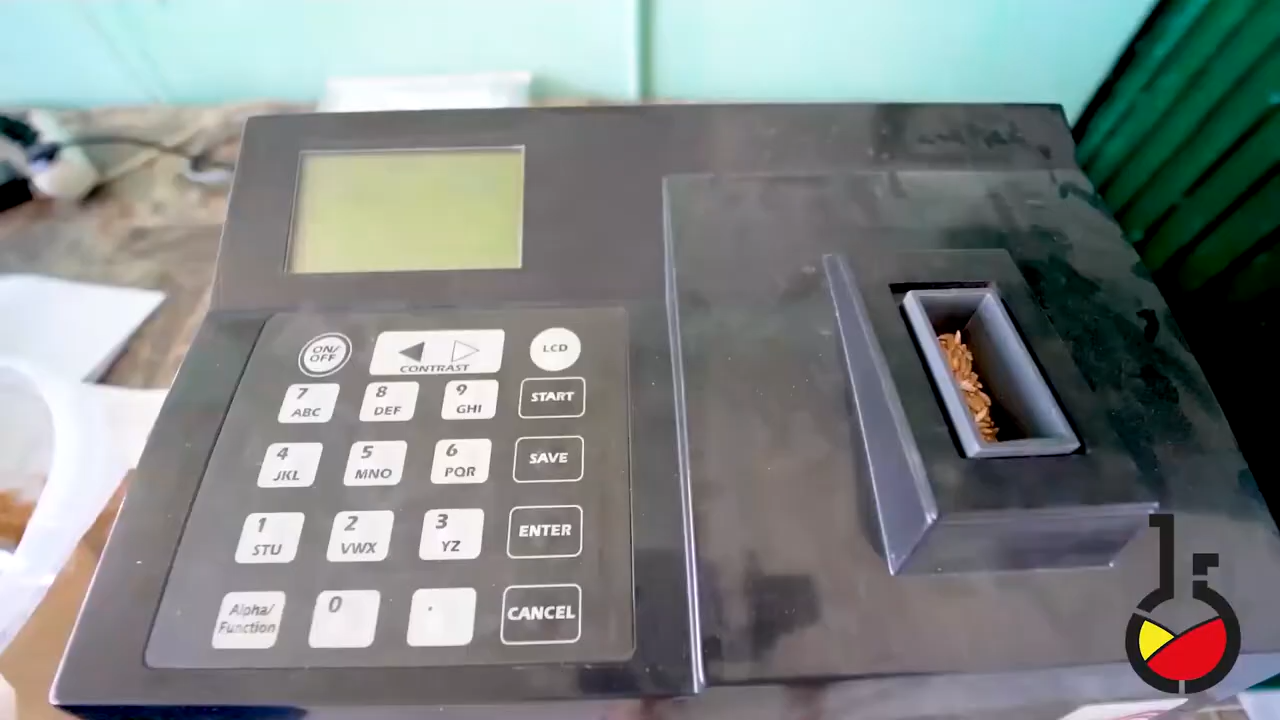 ON/
OFF
CONTRAST
LCD
7
ABC
8
DEF
9
GHI
START
4
JKL
5
MNO
6
PQR
SAVE
1
STU
2
VWX
3
YZ
ENTER
Alpha/
Function
0
.
CANCEL